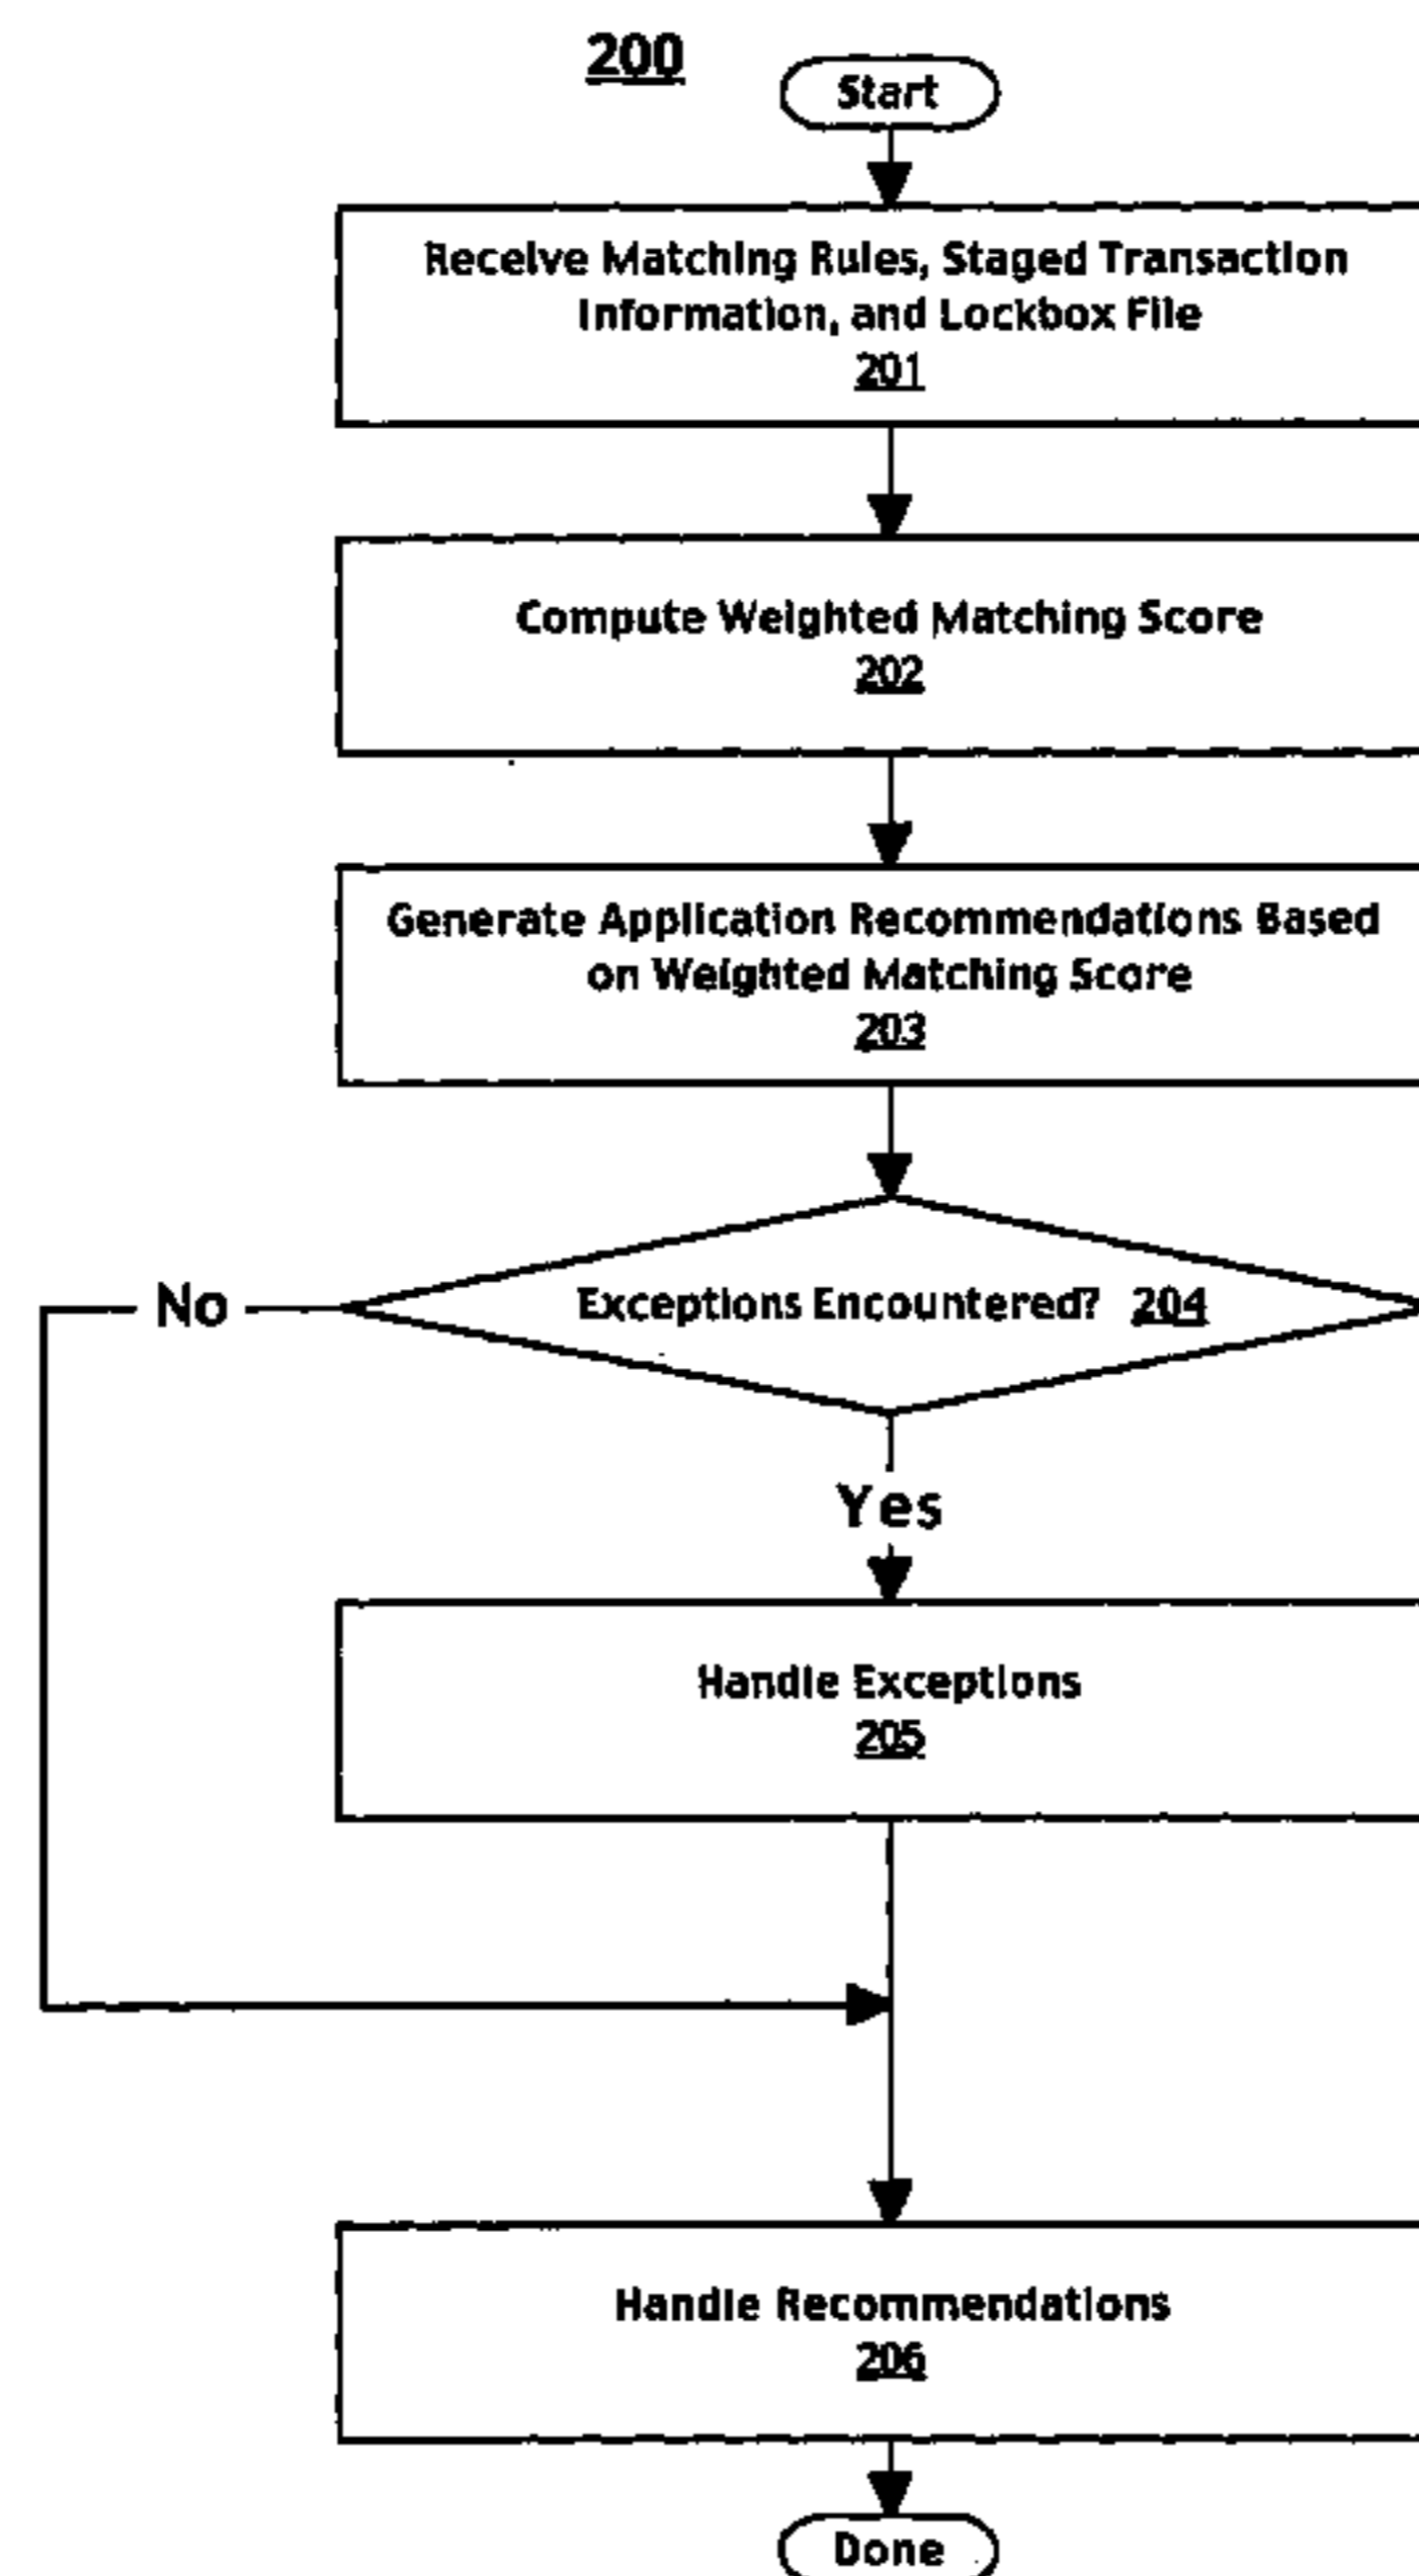 200
Start
Receive Matching Rules, Staged Transaction
Information, and Lockbox File
201
Compute Weighted Matching Score
202
Generate Application Recommendations Based
on Weighted Matching Score
203
No
Exceptions Encountered? 204
Yes
Handle Exceptions
205
Handle Recommendations
206
Done